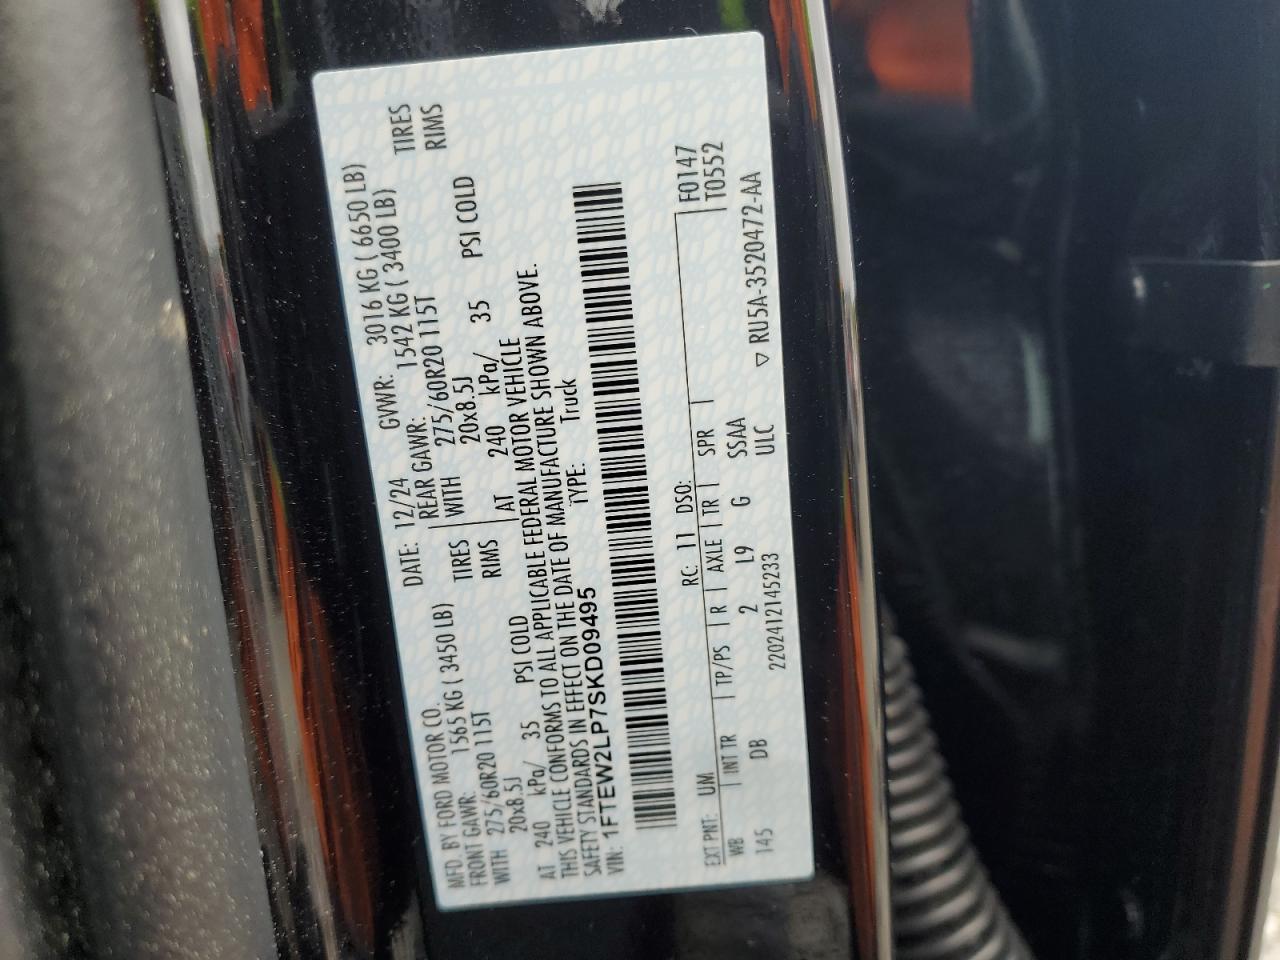 MFD. BY FORD MOTOR CO. DATE: 12/24 GVWR: 3016 KG ( 6650 LB)
FRONT GAWR: 1565 KG ( 3450 LB) REAR GAWR: 1542 KG ( 3400 LB)
WITH 275/60R20 115T TIRES WITH 275/60R20 115T TIRES
20x8.5J RIMS 20x8.5J RIMS
AT 240 kPa/ 35 PSI COLD AT 240 kPa/ 35 PSI COLD
THIS VEHICLE CONFORMS TO ALL APPLICABLE FEDERAL MOTOR VEHICLE
SAFETY STANDARDS IN EFFECT ON THE DATE OF MANUFACTURE SHOWN ABOVE.
VIN: 1FTEW2LP7SKD09495 TYPE: Truck
F0147
T0552
EXT PNT: UM RC: 11 DSO:
WB INT TR TP/PS R AXLE TR SPR
145 DB 2 L9 G SSAA
ULC
2202412145233
▽ RU5A-3520472-AA